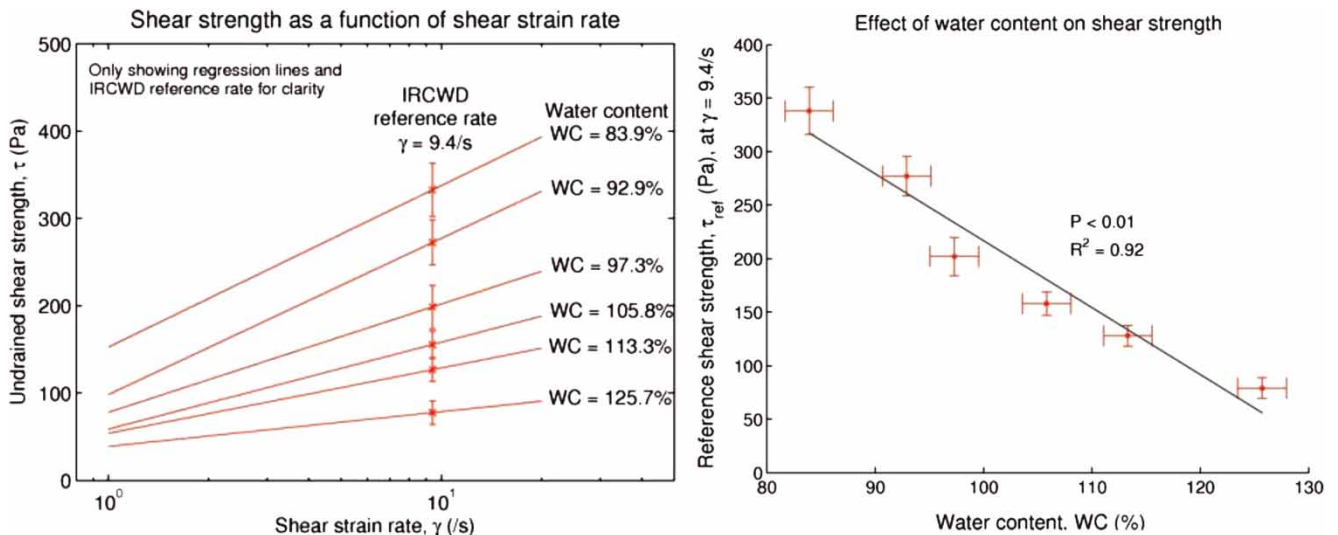 Shear strength as a function of shear strain rate
500
400
300
200
100
0
Undrained shear strength, τ (Pa)
Only showing regression lines and
IRCWD reference rate for clarity
IRCWD
reference rate
γ = 9.4/s
Water content
WC = 83.9%
WC = 92.9%
WC = 97.3%
WC = 105.8%
WC = 113.3%
WC = 125.7%
10⁰
10¹
Shear strain rate, γ (/s)
Effect of water content on shear strength
400
350
300
250
200
150
100
50
0
Reference shear strength, τref (Pa), at γ = 9.4/s
P < 0.01
R² = 0.92
80
90
100
110
120
130
Water content, WC (%)